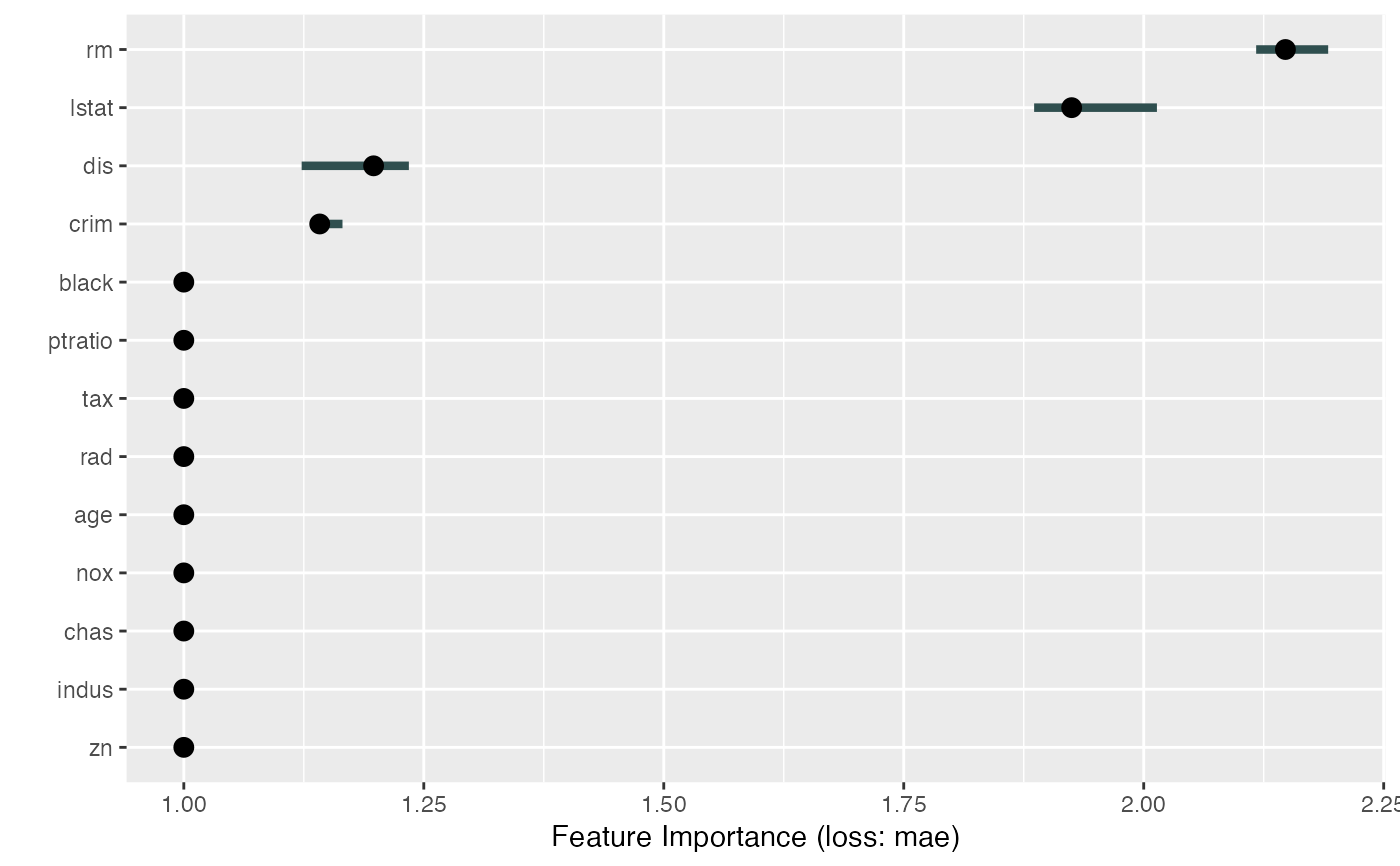 rm
lstat
dis
crim
black
ptratio
tax
rad
age
nox
chas
indus
zn
1.00 1.25 1.50 1.75 2.00 2.25
Feature Importance (loss: mae)